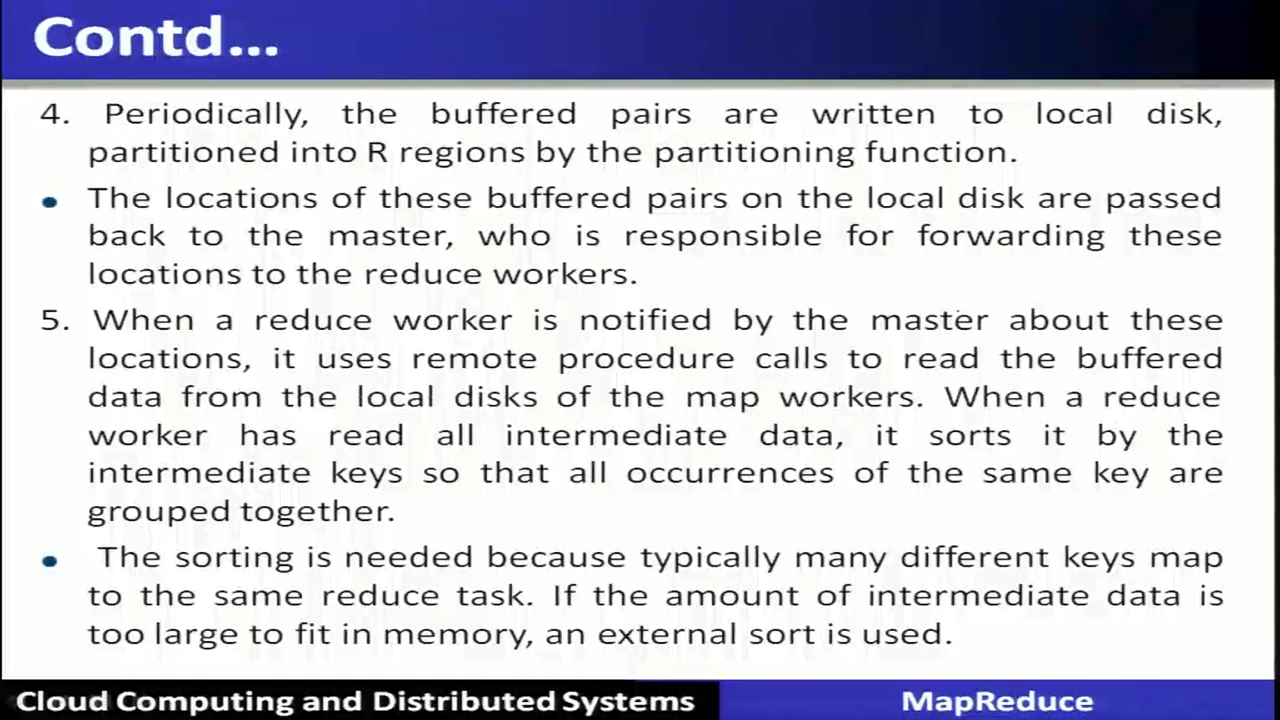 Contd...
4. Periodically, the buffered pairs are written to local disk,
partitioned into R regions by the partitioning function.
• The locations of these buffered pairs on the local disk are passed
back to the master, who is responsible for forwarding these
locations to the reduce workers.
5. When a reduce worker is notified by the master about these
locations, it uses remote procedure calls to read the buffered
data from the local disks of the map workers. When a reduce
worker has read all intermediate data, it sorts it by the
intermediate keys so that all occurrences of the same key are
grouped together.
• The sorting is needed because typically many different keys map
to the same reduce task. If the amount of intermediate data is
too large to fit in memory, an external sort is used.
Cloud Computing and Distributed Systems
MapReduce